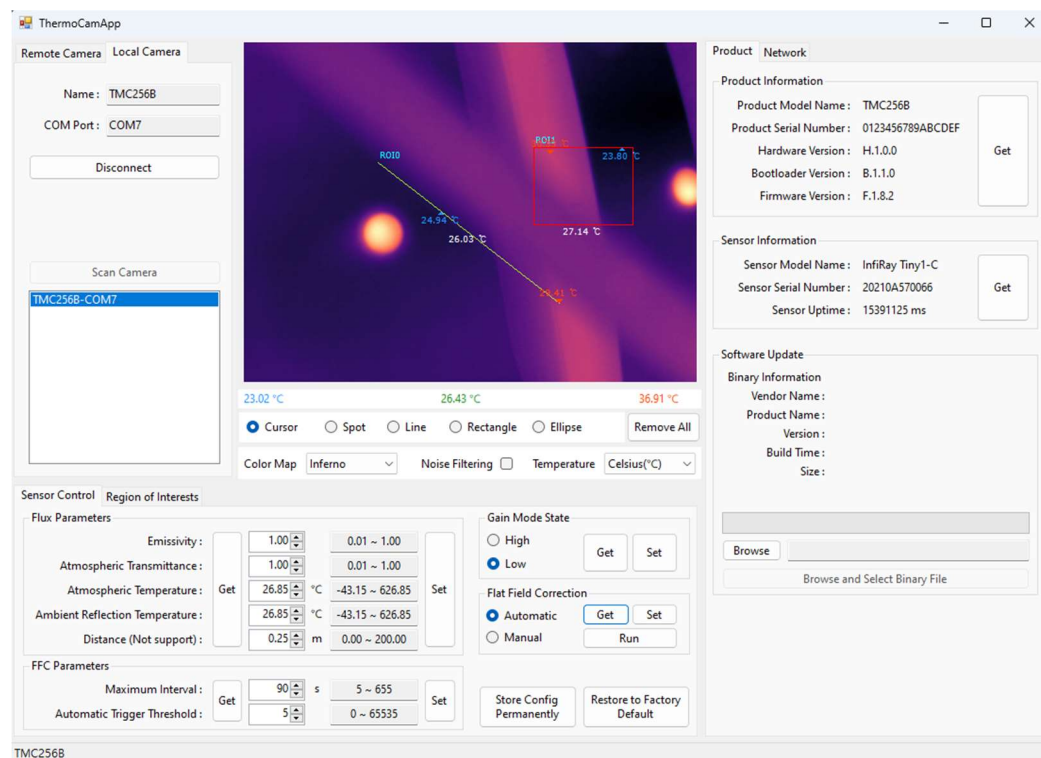 ThermoCamApp
Remote Camera Local Camera
Name : TMC256B
COM Port : COM7
Disconnect
Scan Camera
TMC256B-COM7
ROI0
ROI1
23.80 ℃
24.94 ℃
26.03 ℃
27.14 ℃
23.02 °C 26.43 °C 36.91 °C
Cursor Spot Line Rectangle Ellipse Remove All
Color Map Inferno Noise Filtering Temperature Celsius(°C)
Product Network
Product Information
Product Model Name : TMC256B
Product Serial Number : 0123456789ABCDEF
Hardware Version : H.1.0.0
Get
Bootloader Version : B.1.1.0
Firmware Version : F.1.8.2
Sensor Information
Sensor Model Name : InfiRay Tiny1-C
Sensor Serial Number : 20210A570066
Get
Sensor Uptime : 15391125 ms
Software Update
Binary Information
Vendor Name :
Product Name :
Version :
Build Time :
Size :
Browse
Browse and Select Binary File
Sensor Control Region of Interests
Flux Parameters
Emissivity : 1.00 0.01 ~ 1.00
Atmospheric Transmittance : 1.00 0.01 ~ 1.00
Atmospheric Temperature : Get 26.85 °C -43.15 ~ 626.85 Set
Ambient Reflection Temperature : 26.85 °C -43.15 ~ 626.85
Distance (Not support) : 0.25 m 0.00 ~ 200.00
FFC Parameters
Maximum Interval : 90 s 5 ~ 655
Get Set
Automatic Trigger Threshold : 5 0 ~ 65535
Gain Mode State
High
Get Set
Low
Flat Field Correction
Automatic Get Set
Manual Run
Store Config Permanently
Restore to Factory Default
TMC256B